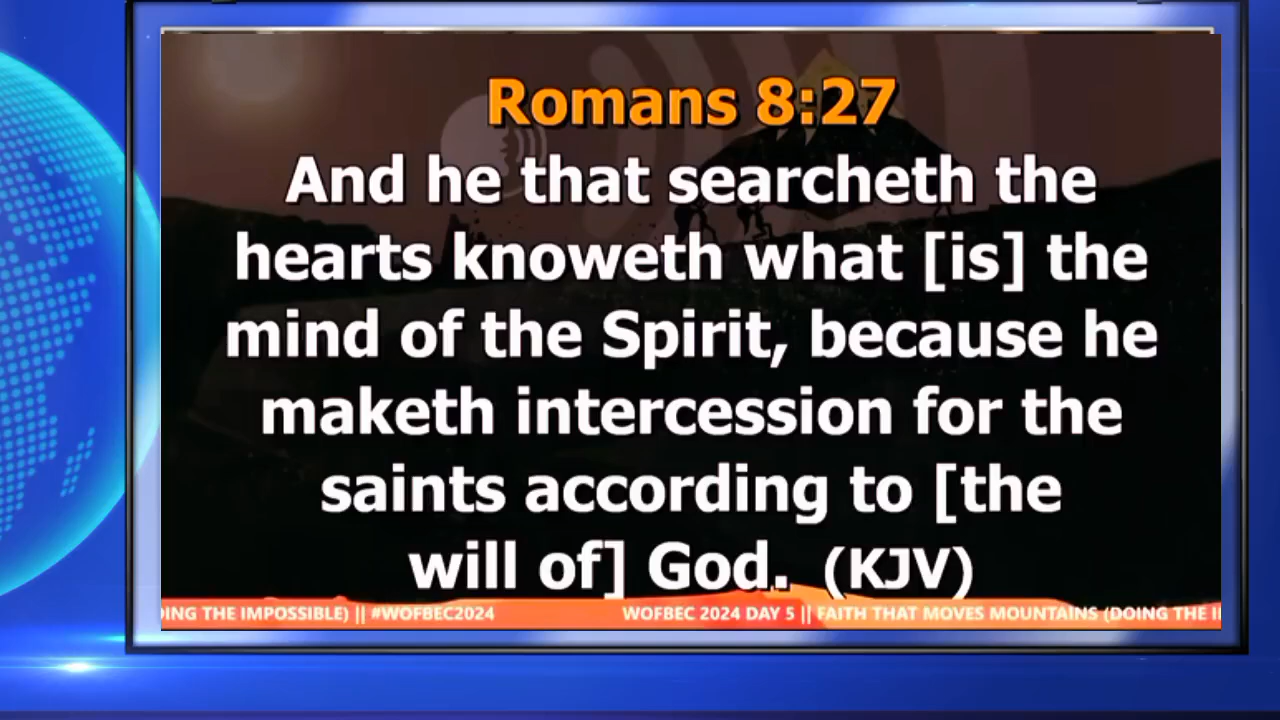 Romans 8:27
And he that searcheth the
hearts knoweth what [is] the
mind of the Spirit, because he
maketh intercession for the
saints according to [the
will of] God. (KJV)
THE IMPOSSIBLE) || #WOFBEC2024 WOFBEC 2024 DAY 5 || FAITH THAT MOVES MOUNTAINS (DOING THE